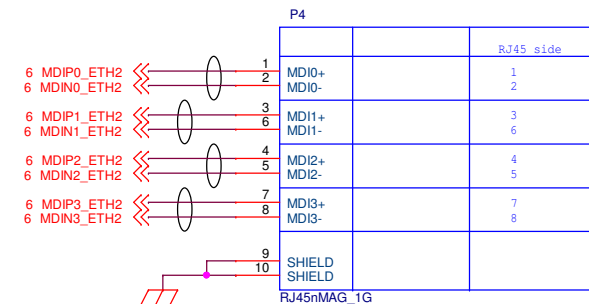 P4
RJ45 side
6 MDIP0_ETH2 1 MDI0+ 1
6 MDIN0_ETH2 2 MDI0- 2
6 MDIP1_ETH2 3 MDI1+ 3
6 MDIN1_ETH2 6 MDI1- 6
6 MDIP2_ETH2 4 MDI2+ 4
6 MDIN2_ETH2 5 MDI2- 5
6 MDIP3_ETH2 7 MDI3+ 7
6 MDIN3_ETH2 8 MDI3- 8
9 SHIELD
10 SHIELD
RJ45nMAG_1G